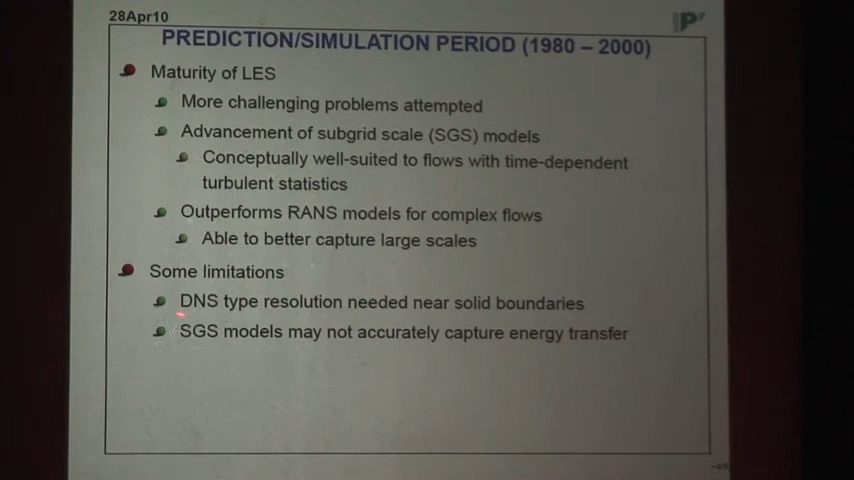 28Apr10
PREDICTION/SIMULATION PERIOD (1980 – 2000)
Maturity of LES
More challenging problems attempted
Advancement of subgrid scale (SGS) models
Conceptually well-suited to flows with time-dependent
turbulent statistics
Outperforms RANS models for complex flows
Able to better capture large scales
Some limitations
DNS type resolution needed near solid boundaries
SGS models may not accurately capture energy transfer